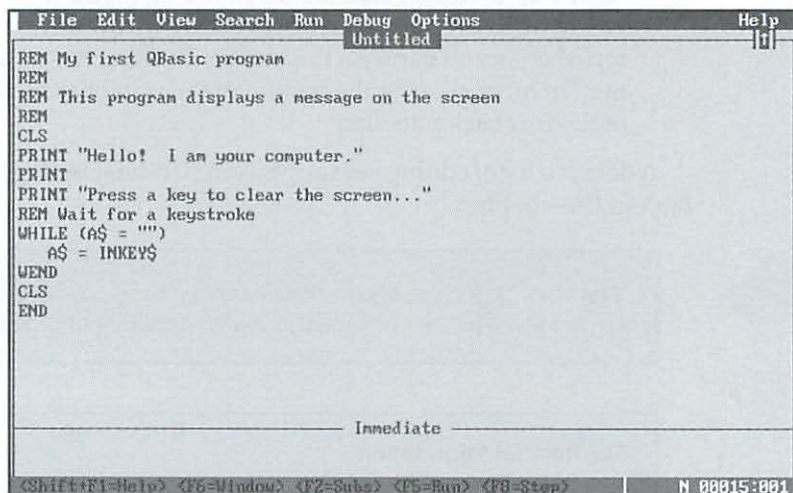 File Edit View Search Run Debug Options Help
Untitled
REM My first QBasic program
REM
REM This program displays a message on the screen
REM
CLS
PRINT "Hello!  I am your computer."
PRINT
PRINT "Press a key to clear the screen..."
REM Wait for a keystroke
WHILE (A$ = "")
   A$ = INKEY$
WEND
CLS
END
Immediate
<Shift+F1=Help> <F6=Window> <F2=Subs> <F5=Run> <F8=Step> N 00015:001